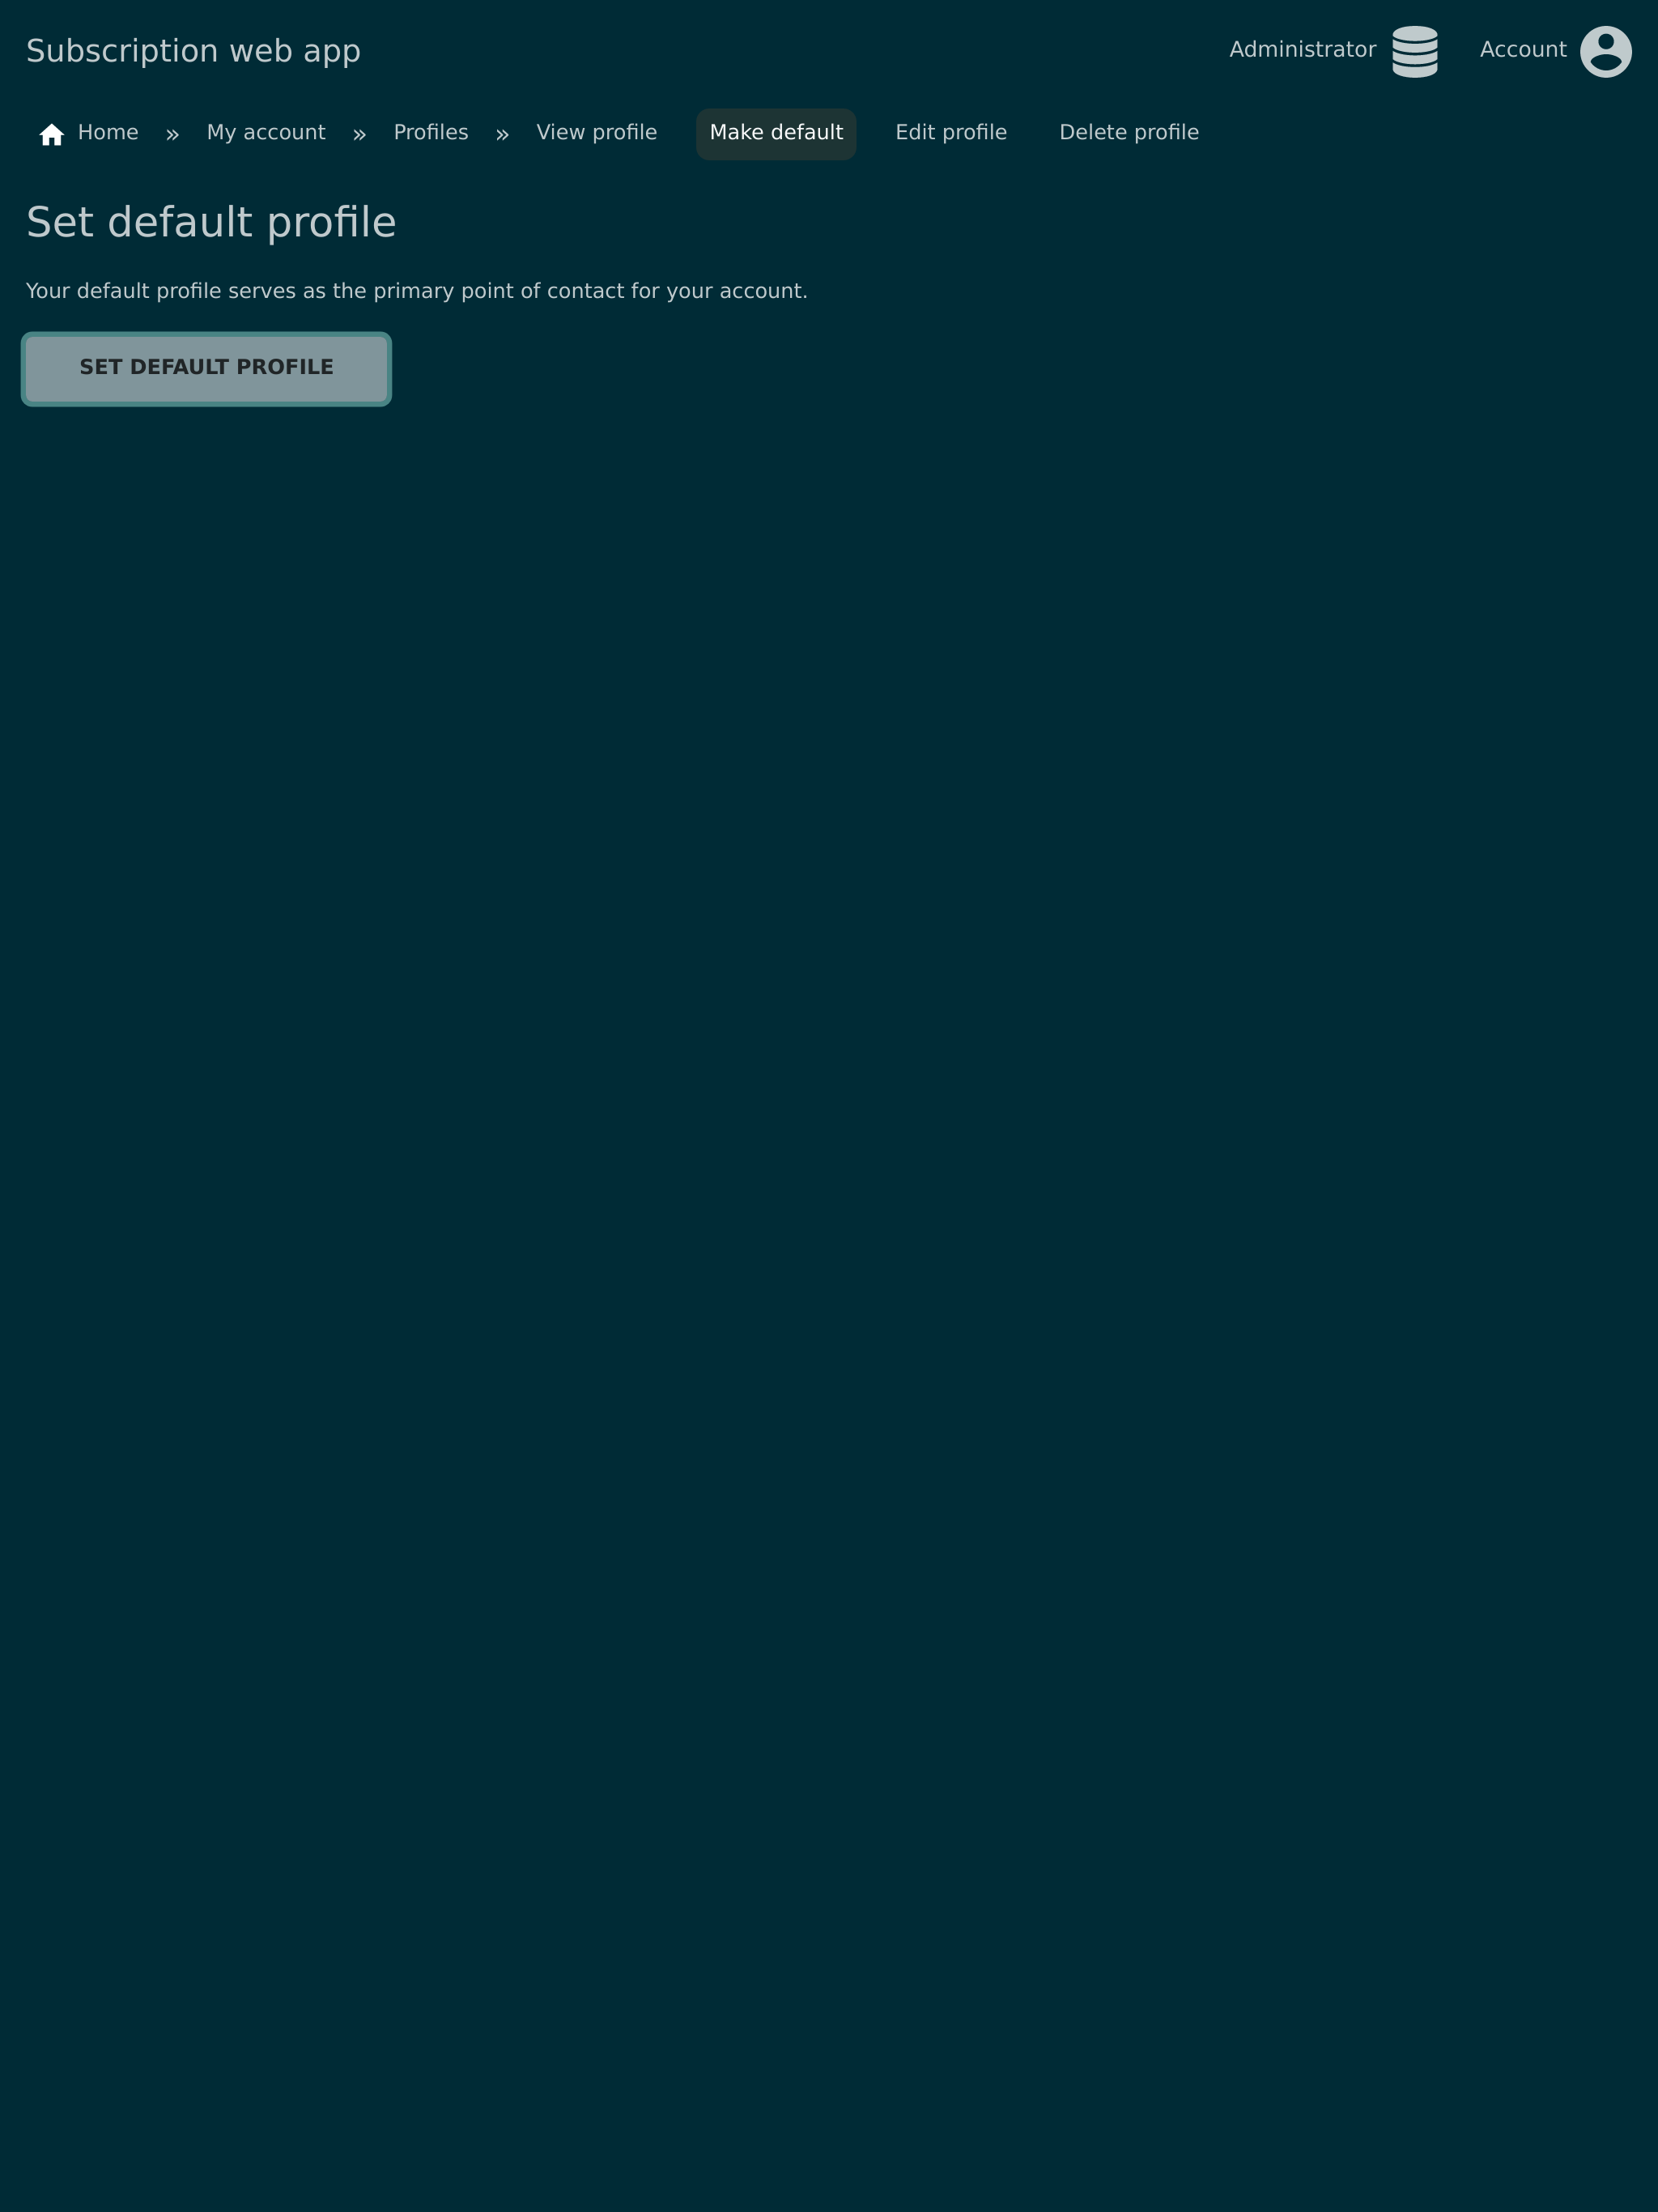 Subscription web app
Administrator
Account
Home » My account » Profiles » View profile Make default Edit profile Delete profile
Set default profile
Your default profile serves as the primary point of contact for your account.
SET DEFAULT PROFILE